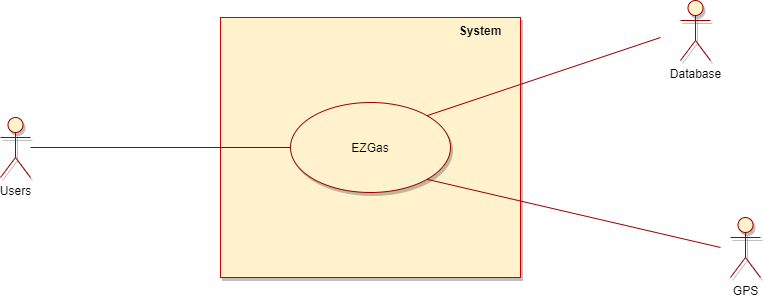 System
Database
EZGas
Users
GPS